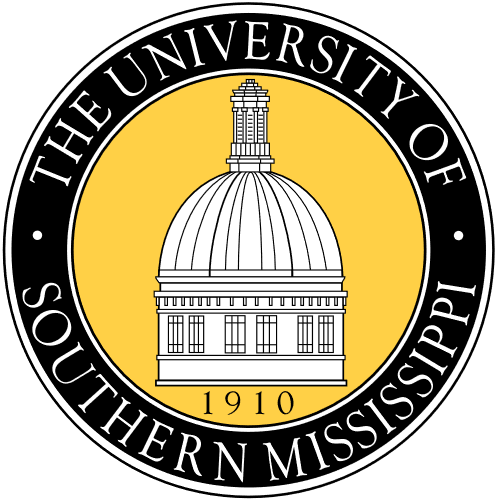 THE UNIVERSITY OF
SOUTHERN MISSISSIPPI
1910